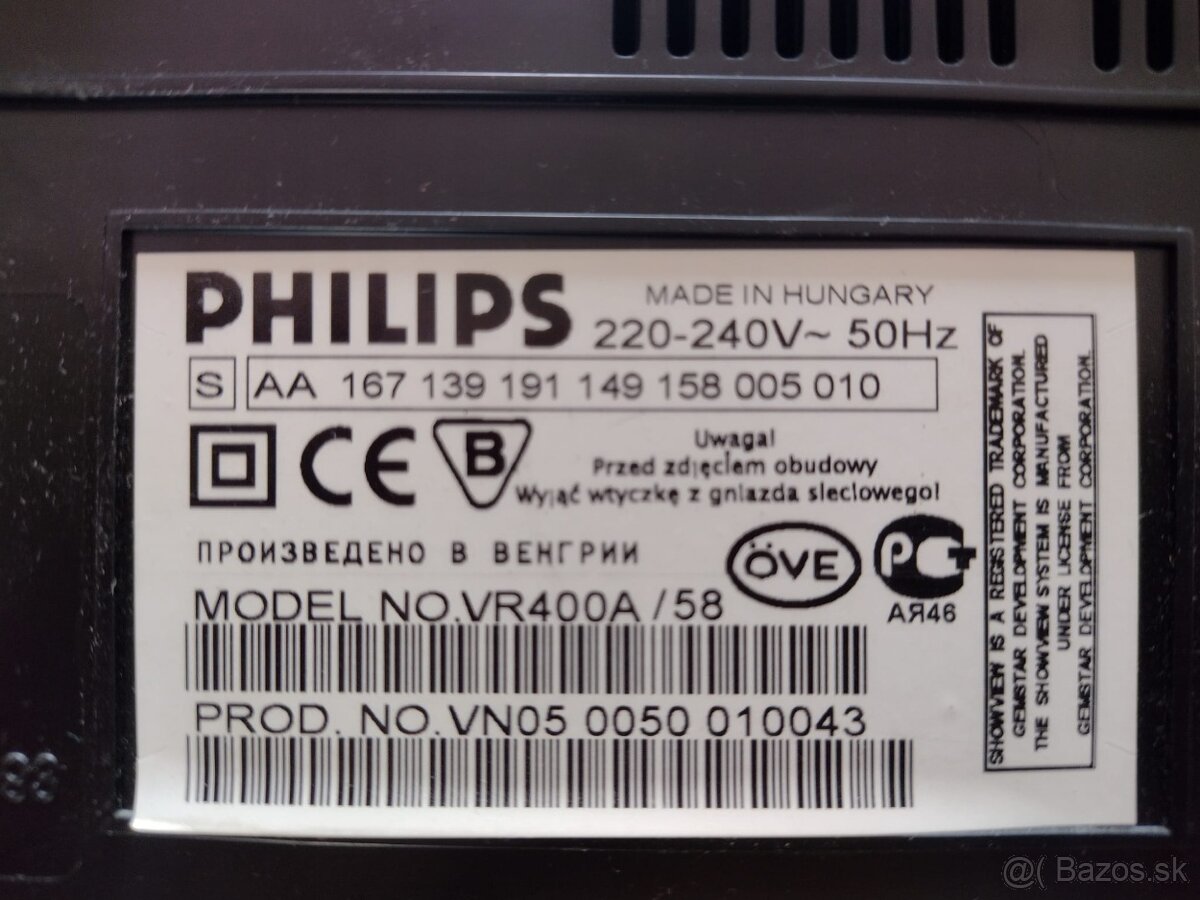 PHILIPS
MADE IN HUNGARY
220-240V~ 50Hz
S AA 167 139 191 149 158 005 010
CE B
Uwaga!
Przed zdjęciem obudowy
Wyjąć wtyczkę z gniazda sieciowego!
ПРОИЗВЕДЕНО В ВЕНГРИИ
ÖVE
РС+
АЯ46
MODEL NO.VR400A /58
PROD. NO.VN05 0050 010043
SHOWVIEW IS A REGISTERED TRADEMARK OF
GEMSTAR DEVELOPMENT CORPORATION.
THE SHOWVIEW SYSTEM IS MANUFACTURED
UNDER LICENSE FROM
GEMSTAR DEVELOPMENT CORPORATION.
88
@( Bazos.sk